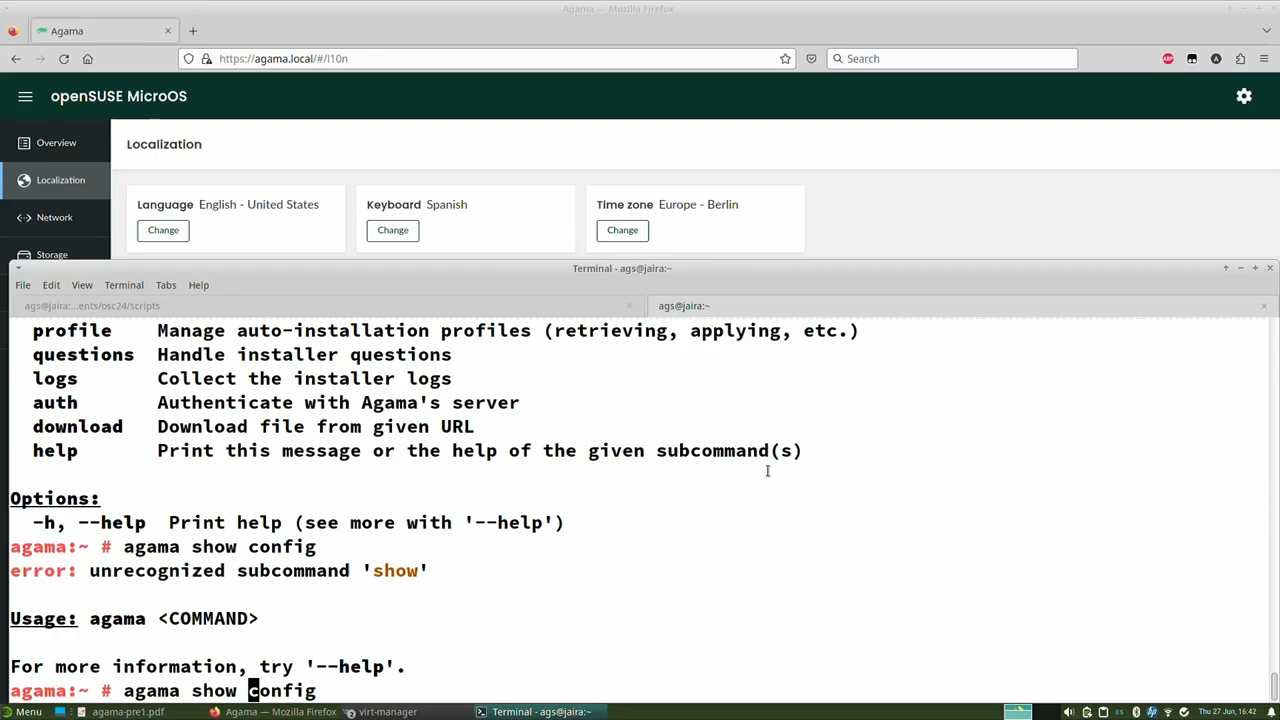 Agama — Mozilla Firefox
Agama
https://agama.local/#/l10n
Search
openSUSE MicroOS
Overview
Localization
Localization
Language English - United States
Keyboard Spanish
Time zone Europe - Berlin
Change
Change
Change
Network
Storage
Terminal - ags@jaira:~
File Edit View Terminal Tabs Help
ags@jaira:...ents/osc24/scripts
ags@jaira:~
profile Manage auto-installation profiles (retrieving, applying, etc.)
questions Handle installer questions
logs Collect the installer logs
auth Authenticate with Agama's server
download Download file from given URL
help Print this message or the help of the given subcommand(s)
Options:
-h, --help Print help (see more with '--help')
agama:~ # agama show config
error: unrecognized subcommand 'show'
Usage: agama <COMMAND>
For more information, try '--help'.
agama:~ # agama show config
Menu agama-pre1.pdf Agama — Mozilla Firefox virt-manager Terminal - ags@jaira:~ ES Thu 27 Jun, 16:42